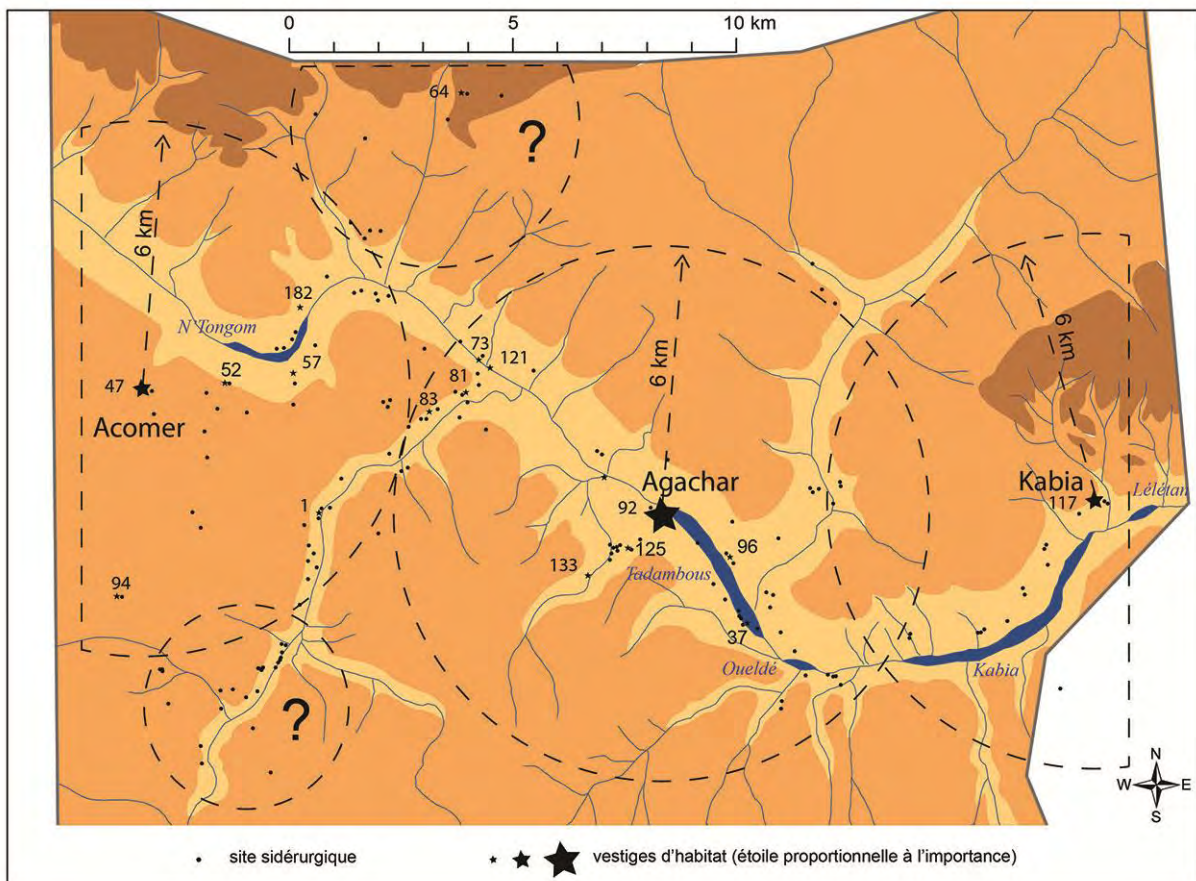 0 5 10 km
64
?
6 km
182
N'Tongom
6 km
73
121
57
52
47
81
83
6 km
Acomer
Agachar
Kabia
Lélétan
92
117
1
125
96
133
Tadambous
94
37
Oueldé
Kabia
?
N
W E
S
site sidérurgique
vestiges d'habitat (étoile proportionnelle à l'importance)